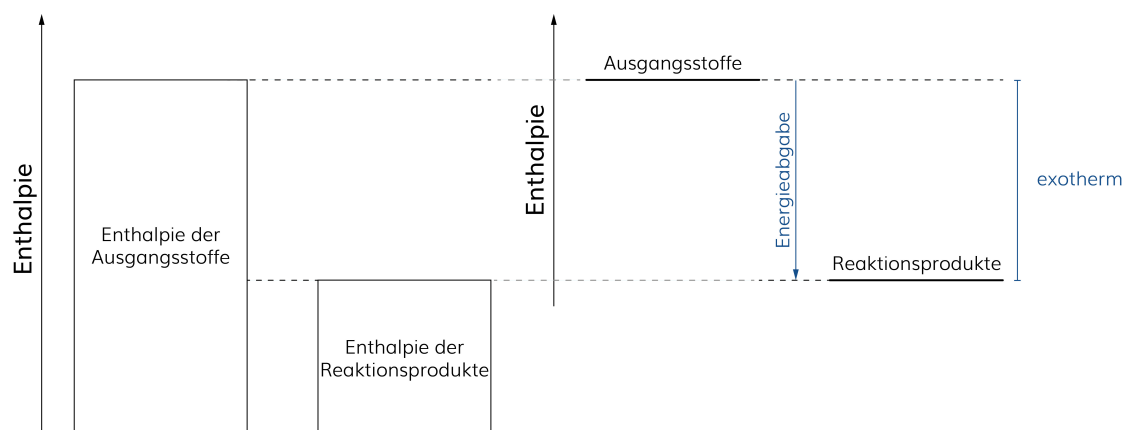 Enthalpie
Enthalpie der
Ausgangsstoffe
Enthalpie der
Reaktionsprodukte
Enthalpie
Ausgangsstoffe
Energieabgabe
Reaktionsprodukte
exotherm